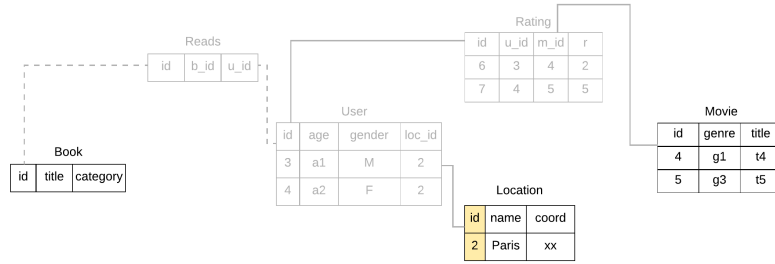 Rating
id u_id m_id r
6 3 4 2
7 4 5 5
Reads
id b_id u_id
User
id age gender loc_id
3 a1 M 2
4 a2 F 2
Movie
id genre title
4 g1 t4
5 g3 t5
Book
id title category
Location
id name coord
2 Paris xx